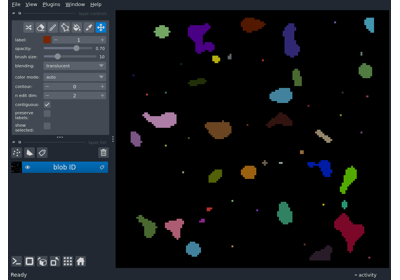 File View Plugins Window Help
label: 1
opacity: 0.70
brush size: 10
blending: translucent
color mode: auto
contour: 0
n edit dim: 2
contiguous:
preserve
labels:
show
selected:
blob ID
Ready
activity